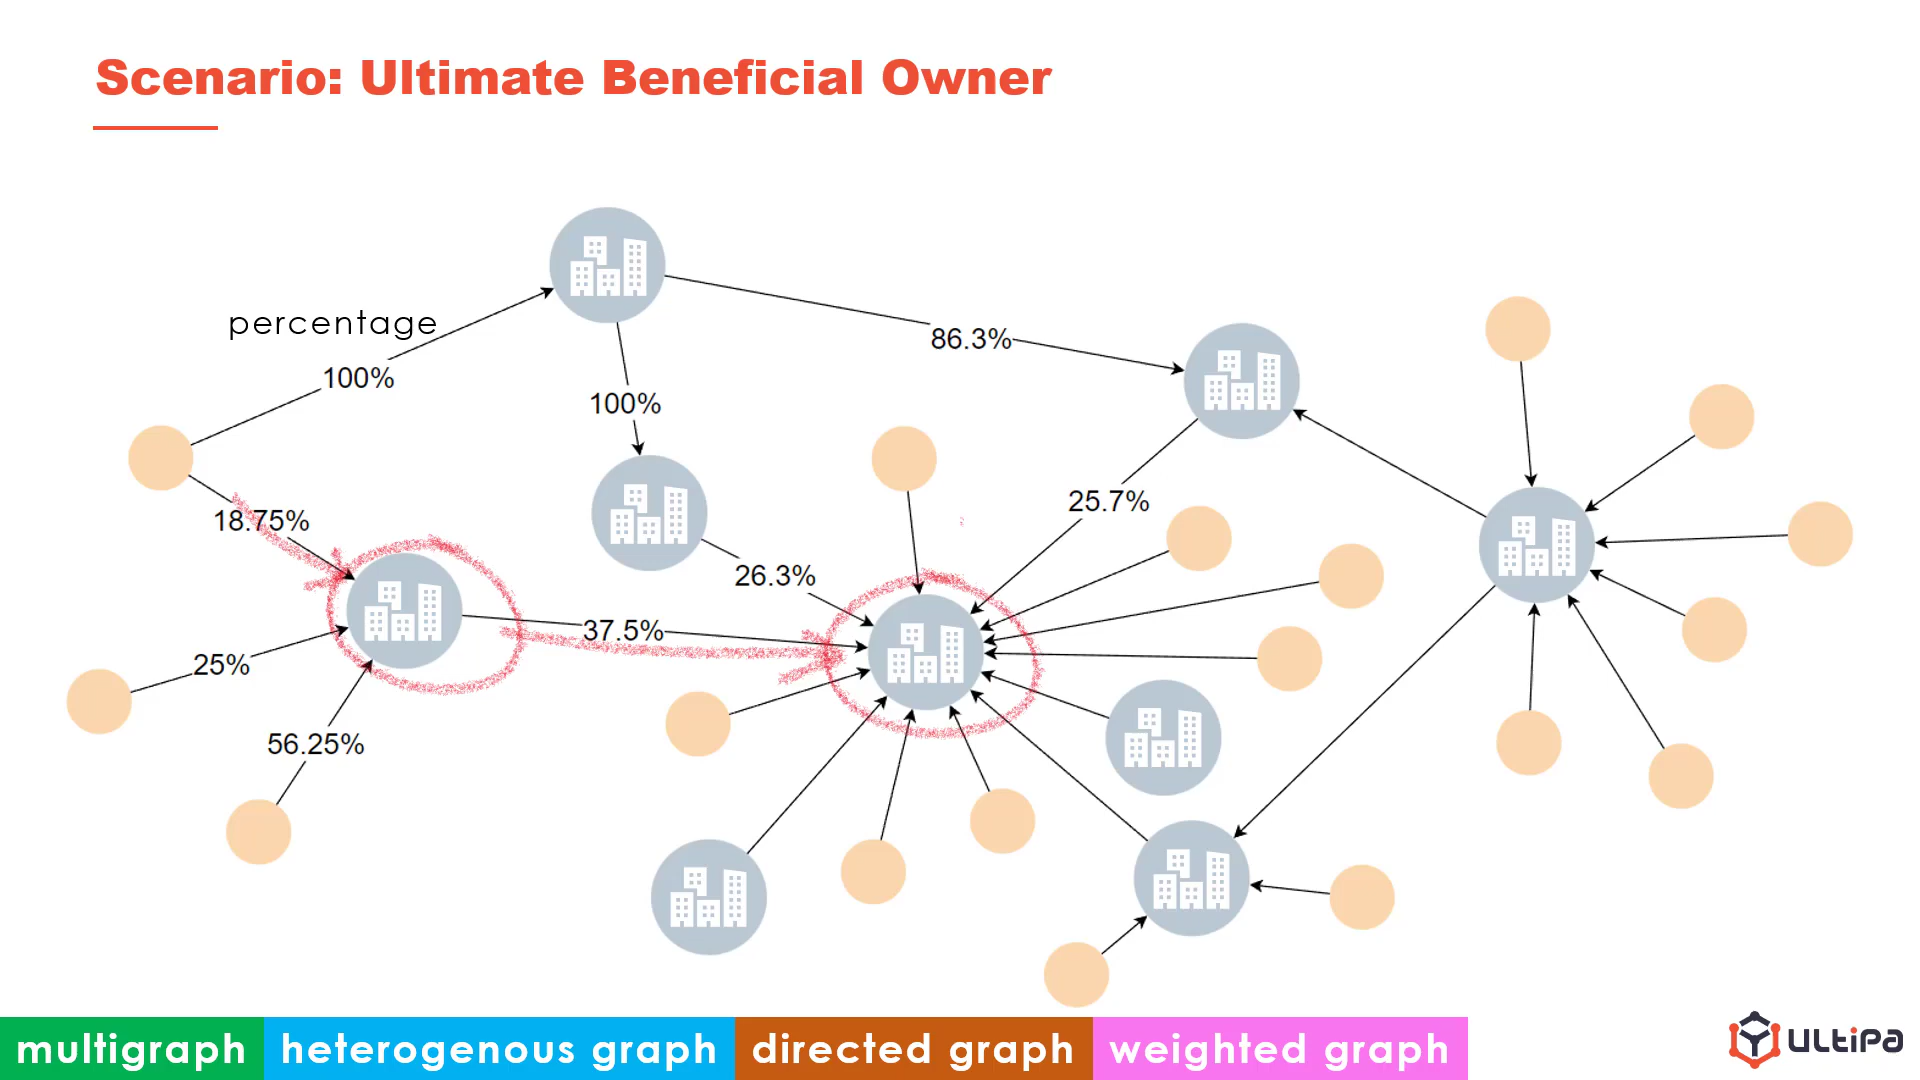 Scenario: Ultimate Beneficial Owner
percentage
86.3%
100%
100%
25.7%
18.75%
26.3%
37.5%
25%
56.25%
multigraph heterogenous graph directed graph weighted graph
ULTIPA